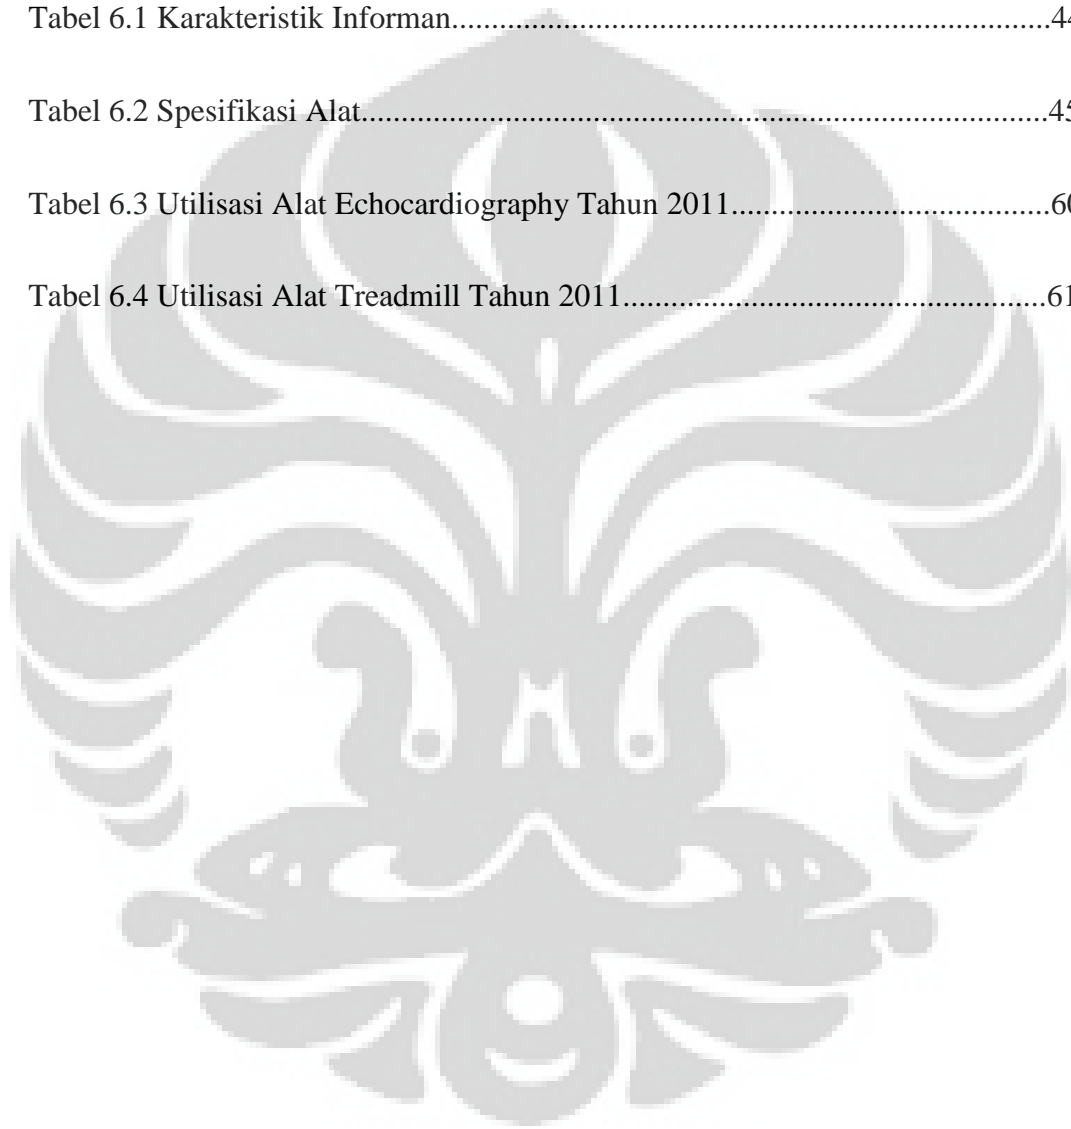 Tabel 6.1 Karakteristik Informan...........................................................................44
Tabel 6.2 Spesifikasi Alat......................................................................................45
Tabel 6.3 Utilisasi Alat Echocardiography Tahun 2011........................................60
Tabel 6.4 Utilisasi Alat Treadmill Tahun 2011.....................................................61